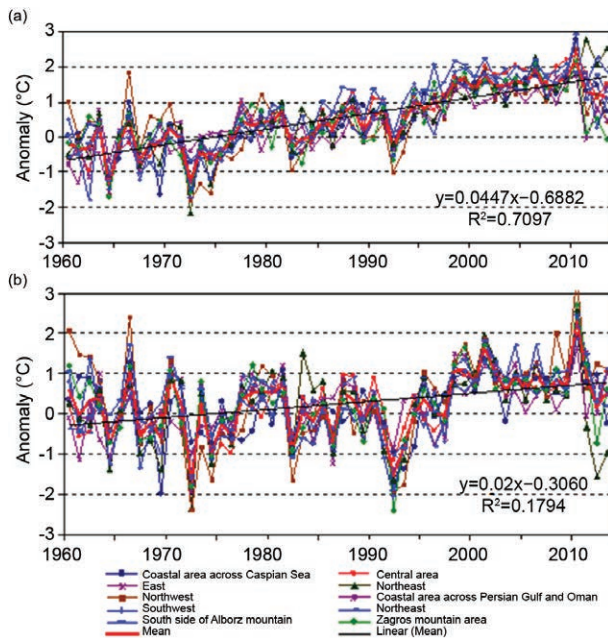 (a)
Anomaly (°C)
3
2
1
0
-1
-2
-3
y=0.0447x−0.6882
R²=0.7097
1960 1970 1980 1990 2000 2010
(b)
Anomaly (°C)
3
2
1
0
-1
-2
-3
y=0.02x−0.3060
R²=0.1794
1960 1970 1980 1990 2000 2010
Coastal area across Caspian Sea Central area
East Northeast
Northwest Coastal area across Persian Gulf and Oman
Southwest Northeast
South side of Alborz mountain Zagros mountain area
Mean Linear (Mean)